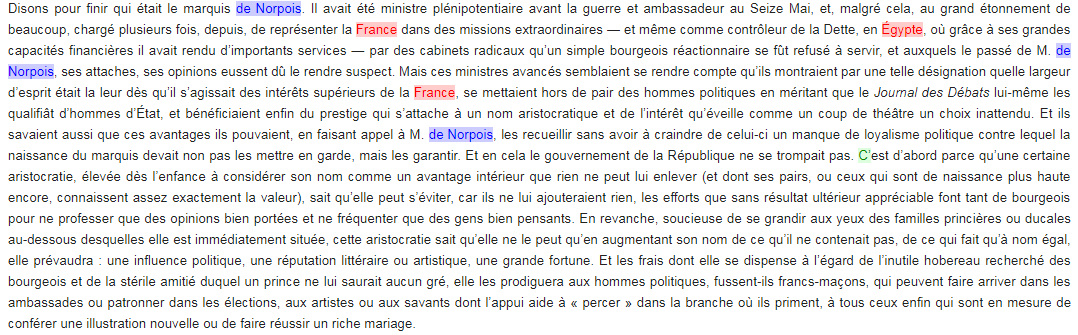 Disons pour finir qui était le marquis de Norpois. Il avait été ministre plénipotentiaire avant la guerre et ambassadeur au Seize Mai, et, malgré cela, au grand étonnement de
beaucoup, chargé plusieurs fois, depuis, de représenter la France dans des missions extraordinaires — et même comme contrôleur de la Dette, en Égypte, où grâce à ses grandes
capacités financières il avait rendu d'importants services — par des cabinets radicaux qu'un simple bourgeois réactionnaire se fût refusé à servir, et auxquels le passé de M. de
Norpois, ses attaches, ses opinions eussent dû le rendre suspect. Mais ces ministres avancés semblaient se rendre compte qu'ils montraient par une telle désignation quelle largeur
d'esprit était la leur dès qu'il s'agissait des intérêts supérieurs de la France, se mettaient hors de pair des hommes politiques en méritant que le Journal des Débats lui-même les
qualifiât d'hommes d'État, et bénéficiaient enfin du prestige qui s'attache à un nom aristocratique et de l'intérêt qu'éveille comme un coup de théâtre un choix inattendu. Et ils
savaient aussi que ces avantages ils pouvaient, en faisant appel à M. de Norpois, les recueillir sans avoir à craindre de celui-ci un manque de loyalisme politique contre lequel la
naissance du marquis devait non pas les mettre en garde, mais les garantir. Et en cela le gouvernement de la République ne se trompait pas. C'est d'abord parce qu'une certaine
aristocratie, élevée dès l'enfance à considérer son nom comme un avantage intérieur que rien ne peut lui enlever (et dont ses pairs, ou ceux qui sont de naissance plus haute
encore, connaissent assez exactement la valeur), sait qu'elle peut s'éviter, car ils ne lui ajouteraient rien, les efforts que sans résultat ultérieur appréciable font tant de bourgeois
pour ne professer que des opinions bien portées et ne fréquenter que des gens bien pensants. En revanche, soucieuse de se grandir aux yeux des familles princières ou ducales
au-dessous desquelles elle est immédiatement située, cette aristocratie sait qu'elle ne le peut qu'en augmentant son nom de ce qu'il ne contenait pas, de ce qui fait qu'à nom égal,
elle prévaudra : une influence politique, une réputation littéraire ou artistique, une grande fortune. Et les frais dont elle se dispense à l'égard de l'inutile hobereau recherché des
bourgeois et de la stérile amitié duquel un prince ne lui saurait aucun gré, elle les prodiguera aux hommes politiques, fussent-ils francs-maçons, qui peuvent faire arriver dans les
ambassades ou patronner dans les élections, aux artistes ou aux savants dont l'appui aide à « percer » dans la branche où ils priment, à tous ceux enfin qui sont en mesure de
conférer une illustration nouvelle ou de faire réussir un riche mariage.